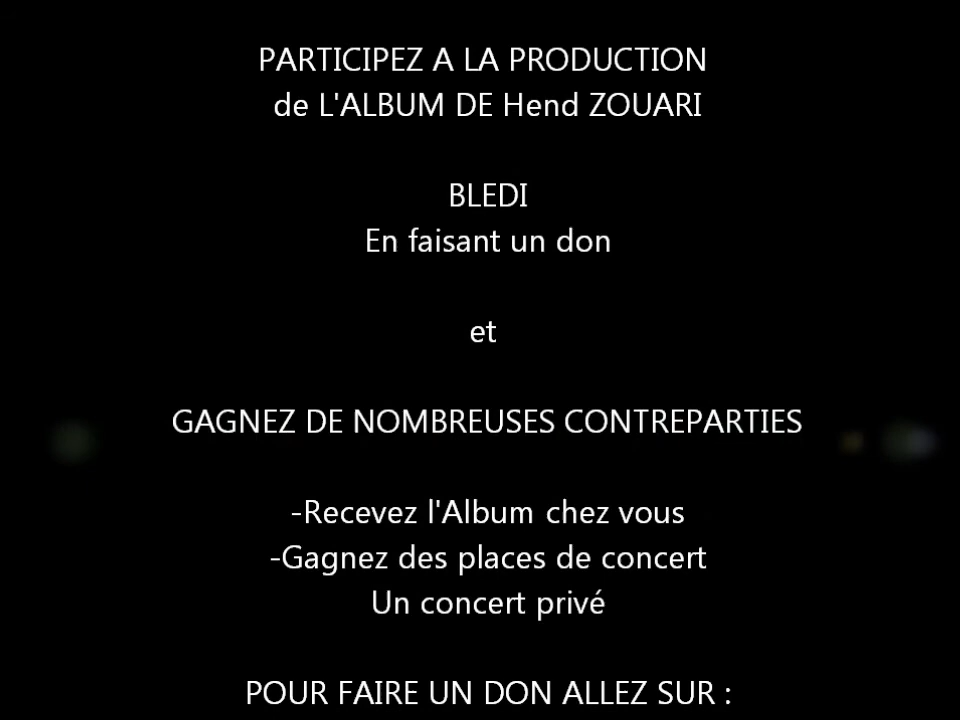 PARTICIPEZ A LA PRODUCTION
de L'ALBUM DE Hend ZOUARI
BLEDI
En faisant un don
et
GAGNEZ DE NOMBREUSES CONTREPARTIES
-Recevez l'Album chez vous
-Gagnez des places de concert
Un concert privé
POUR FAIRE UN DON ALLEZ SUR :